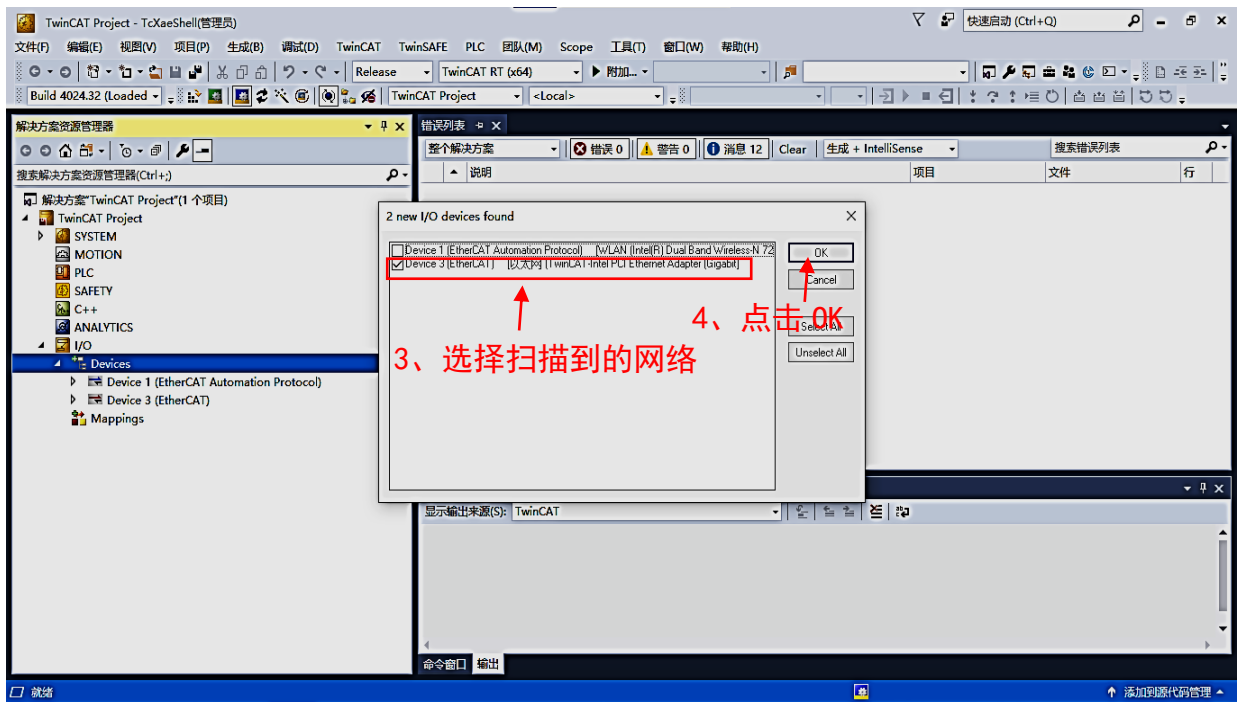 TwinCAT Project - TcXaeShell(管理员)
快速启动 (Ctrl+Q)
文件(F) 编辑(E) 视图(V) 项目(P) 生成(B) 调试(D) TwinCAT TwinSAFE PLC 团队(M) Scope 工具(T) 窗口(W) 帮助(H)
Release TwinCAT RT (x64) 附加...
Build 4024.32 (Loaded TwinCAT Project <Local>
解决方案资源管理器
错误列表
整个解决方案 错误 0 警告 0 消息 12 Clear 生成 + IntelliSense 搜索错误列表
搜索解决方案资源管理器(Ctrl+;)
说明 项目 文件 行
解决方案"TwinCAT Project"(1 个项目)
TwinCAT Project
SYSTEM
MOTION
PLC
SAFETY
C++
ANALYTICS
I/O
Devices
Device 1 (EtherCAT Automation Protocol)
Device 3 (EtherCAT)
Mappings
2 new I/O devices found
Device 1 (EtherCAT Automation Protocol) [WLAN (Intel(R) Dual Band Wireless-N 72
Device 3 (EtherCAT) [以太网 (TwinCAT-Intel PCI Ethernet Adapter (Gigabit)]
OK
Cancel
Select All
Unselect All
3、选择扫描到的网络
4、点击 OK
显示输出来源(S): TwinCAT
命令窗口 输出
就绪
添加到源代码管理